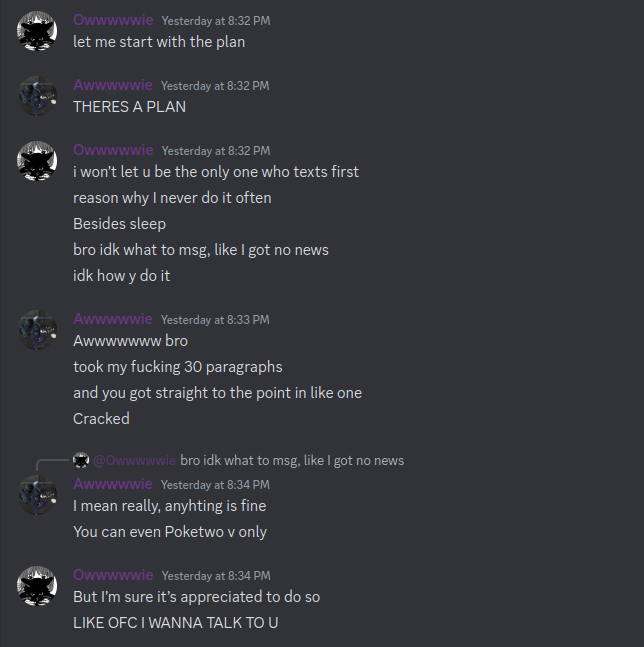 Owwwwwie Yesterday at 8:32 PM
let me start with the plan
Awwwwwie Yesterday at 8:32 PM
THERES A PLAN
Owwwwwie Yesterday at 8:32 PM
i won't let u be the only one who texts first
reason why I never do it often
Besides sleep
bro idk what to msg, like I got no news
idk how y do it
Awwwwwie Yesterday at 8:33 PM
Awwwwwww bro
took my fucking 30 paragraphs
and you got straight to the point in like one
Cracked
@Owwwwwie bro idk what to msg, like I got no news
Awwwwwie Yesterday at 8:34 PM
I mean really, anyhting is fine
You can even Poketwo v only
Owwwwwie Yesterday at 8:34 PM
But I'm sure it's appreciated to do so
LIKE OFC I WANNA TALK TO U